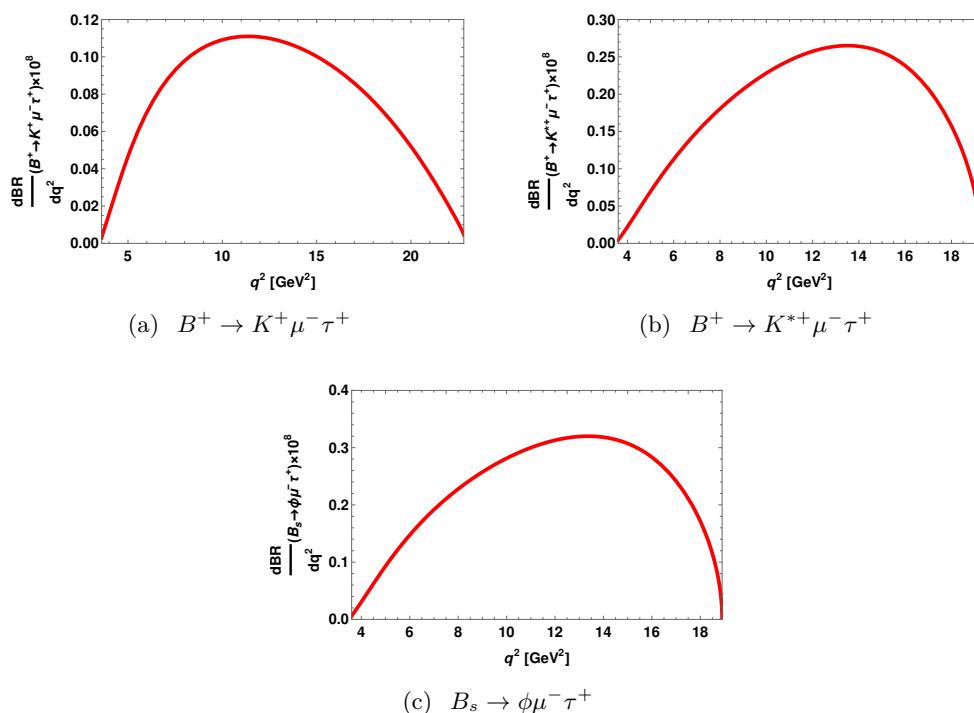 0.12
0.10
0.08
0.06
0.04
0.02
0.00
dBR/dq² (B⁺→K⁺μ⁻τ⁺)×10⁸
5 10 15 20
q² [GeV²]
(a) B⁺ → K⁺μ⁻τ⁺
0.30
0.25
0.20
0.15
0.10
0.05
0.00
dBR/dq² (B⁺→K*⁺μ⁻τ⁺)×10⁸
4 6 8 10 12 14 16 18
q² [GeV²]
(b) B⁺ → K*⁺μ⁻τ⁺
0.4
0.3
0.2
0.1
0.0
dBR/dq² (Bₛ→ϕμ⁻τ⁺)×10⁸
4 6 8 10 12 14 16 18
q² [GeV²]
(c) Bₛ → ϕμ⁻τ⁺